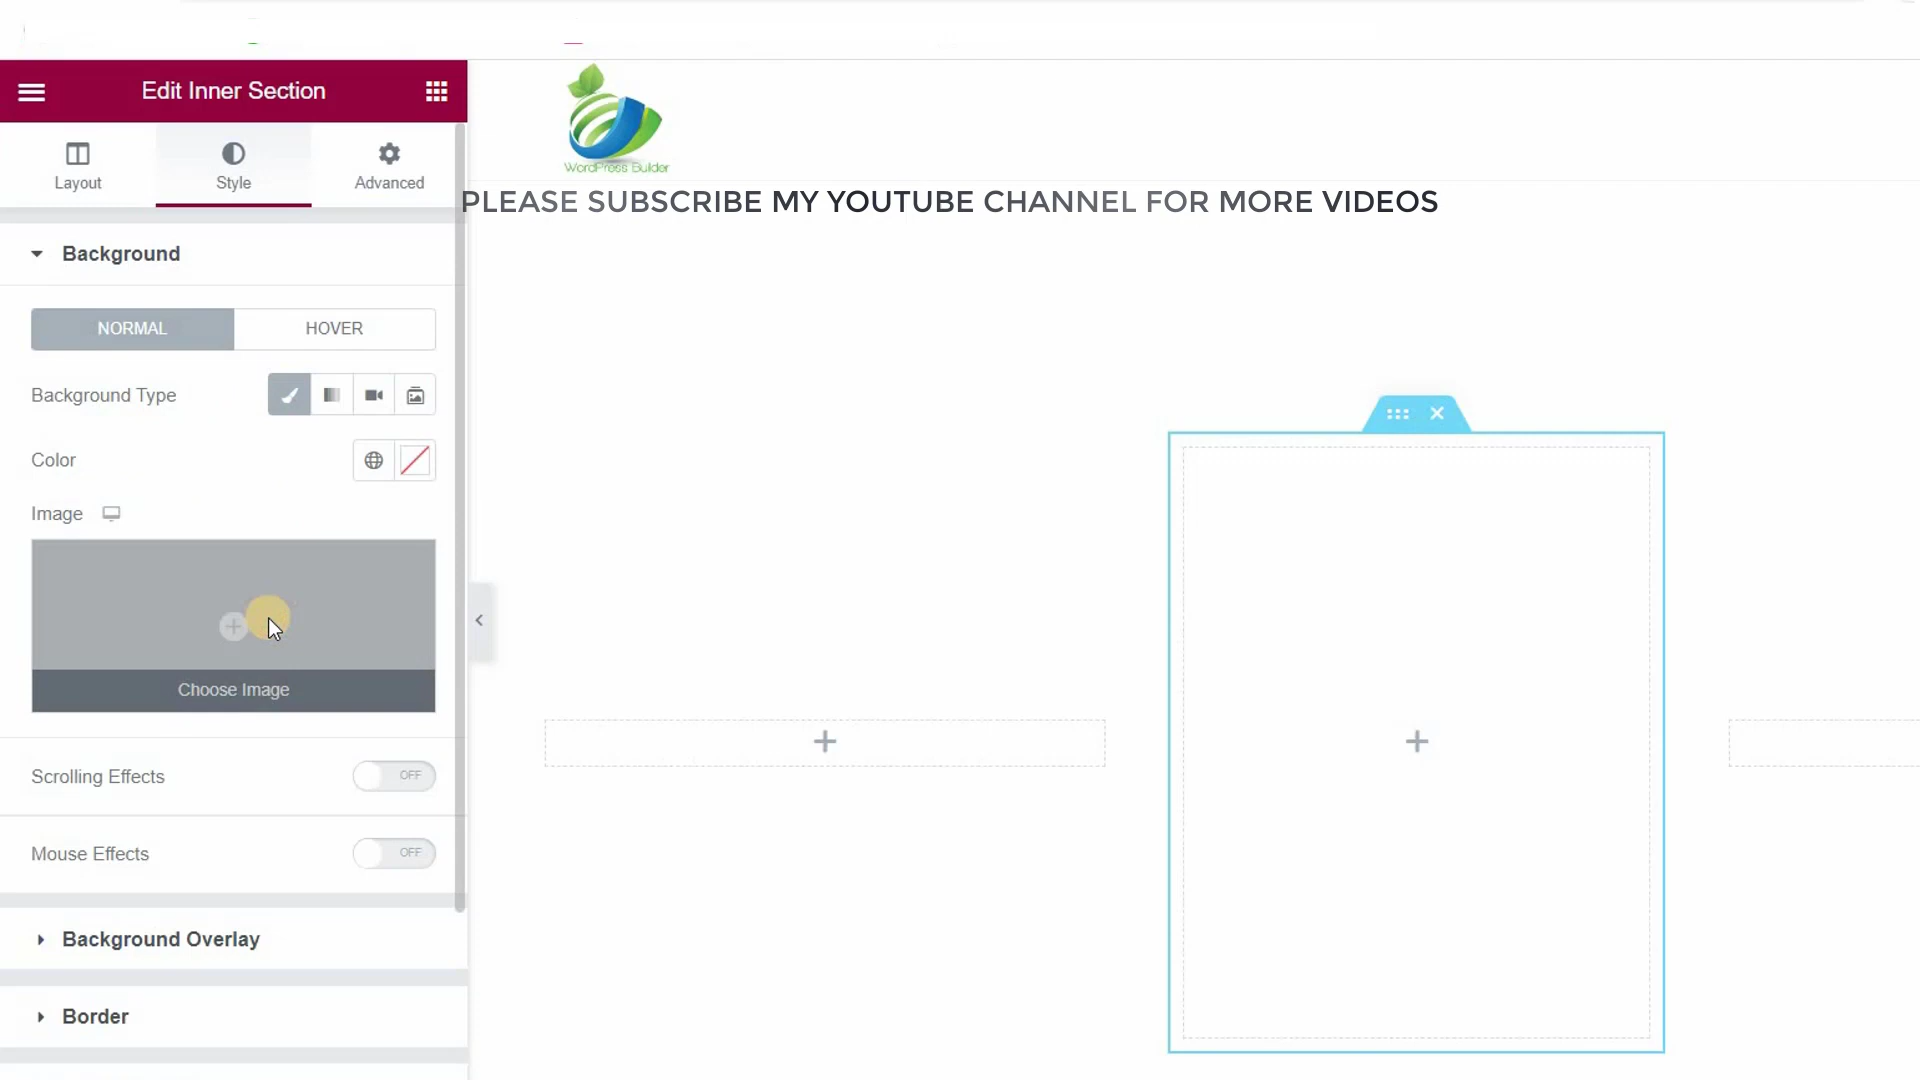 Edit Inner Section
Layout
Style
Advanced
WordPress Builder
PLEASE SUBSCRIBE MY YOUTUBE CHANNEL FOR MORE VIDEOS
Background
NORMAL
HOVER
Background Type
Color
Image
Choose Image
Scrolling Effects
OFF
Mouse Effects
OFF
Background Overlay
Border